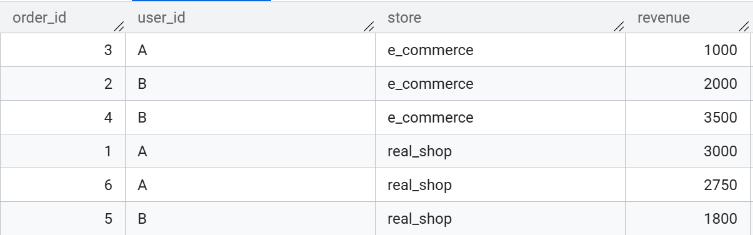 order_id user_id store revenue
3 A e_commerce 1000
2 B e_commerce 2000
4 B e_commerce 3500
1 A real_shop 3000
6 A real_shop 2750
5 B real_shop 1800